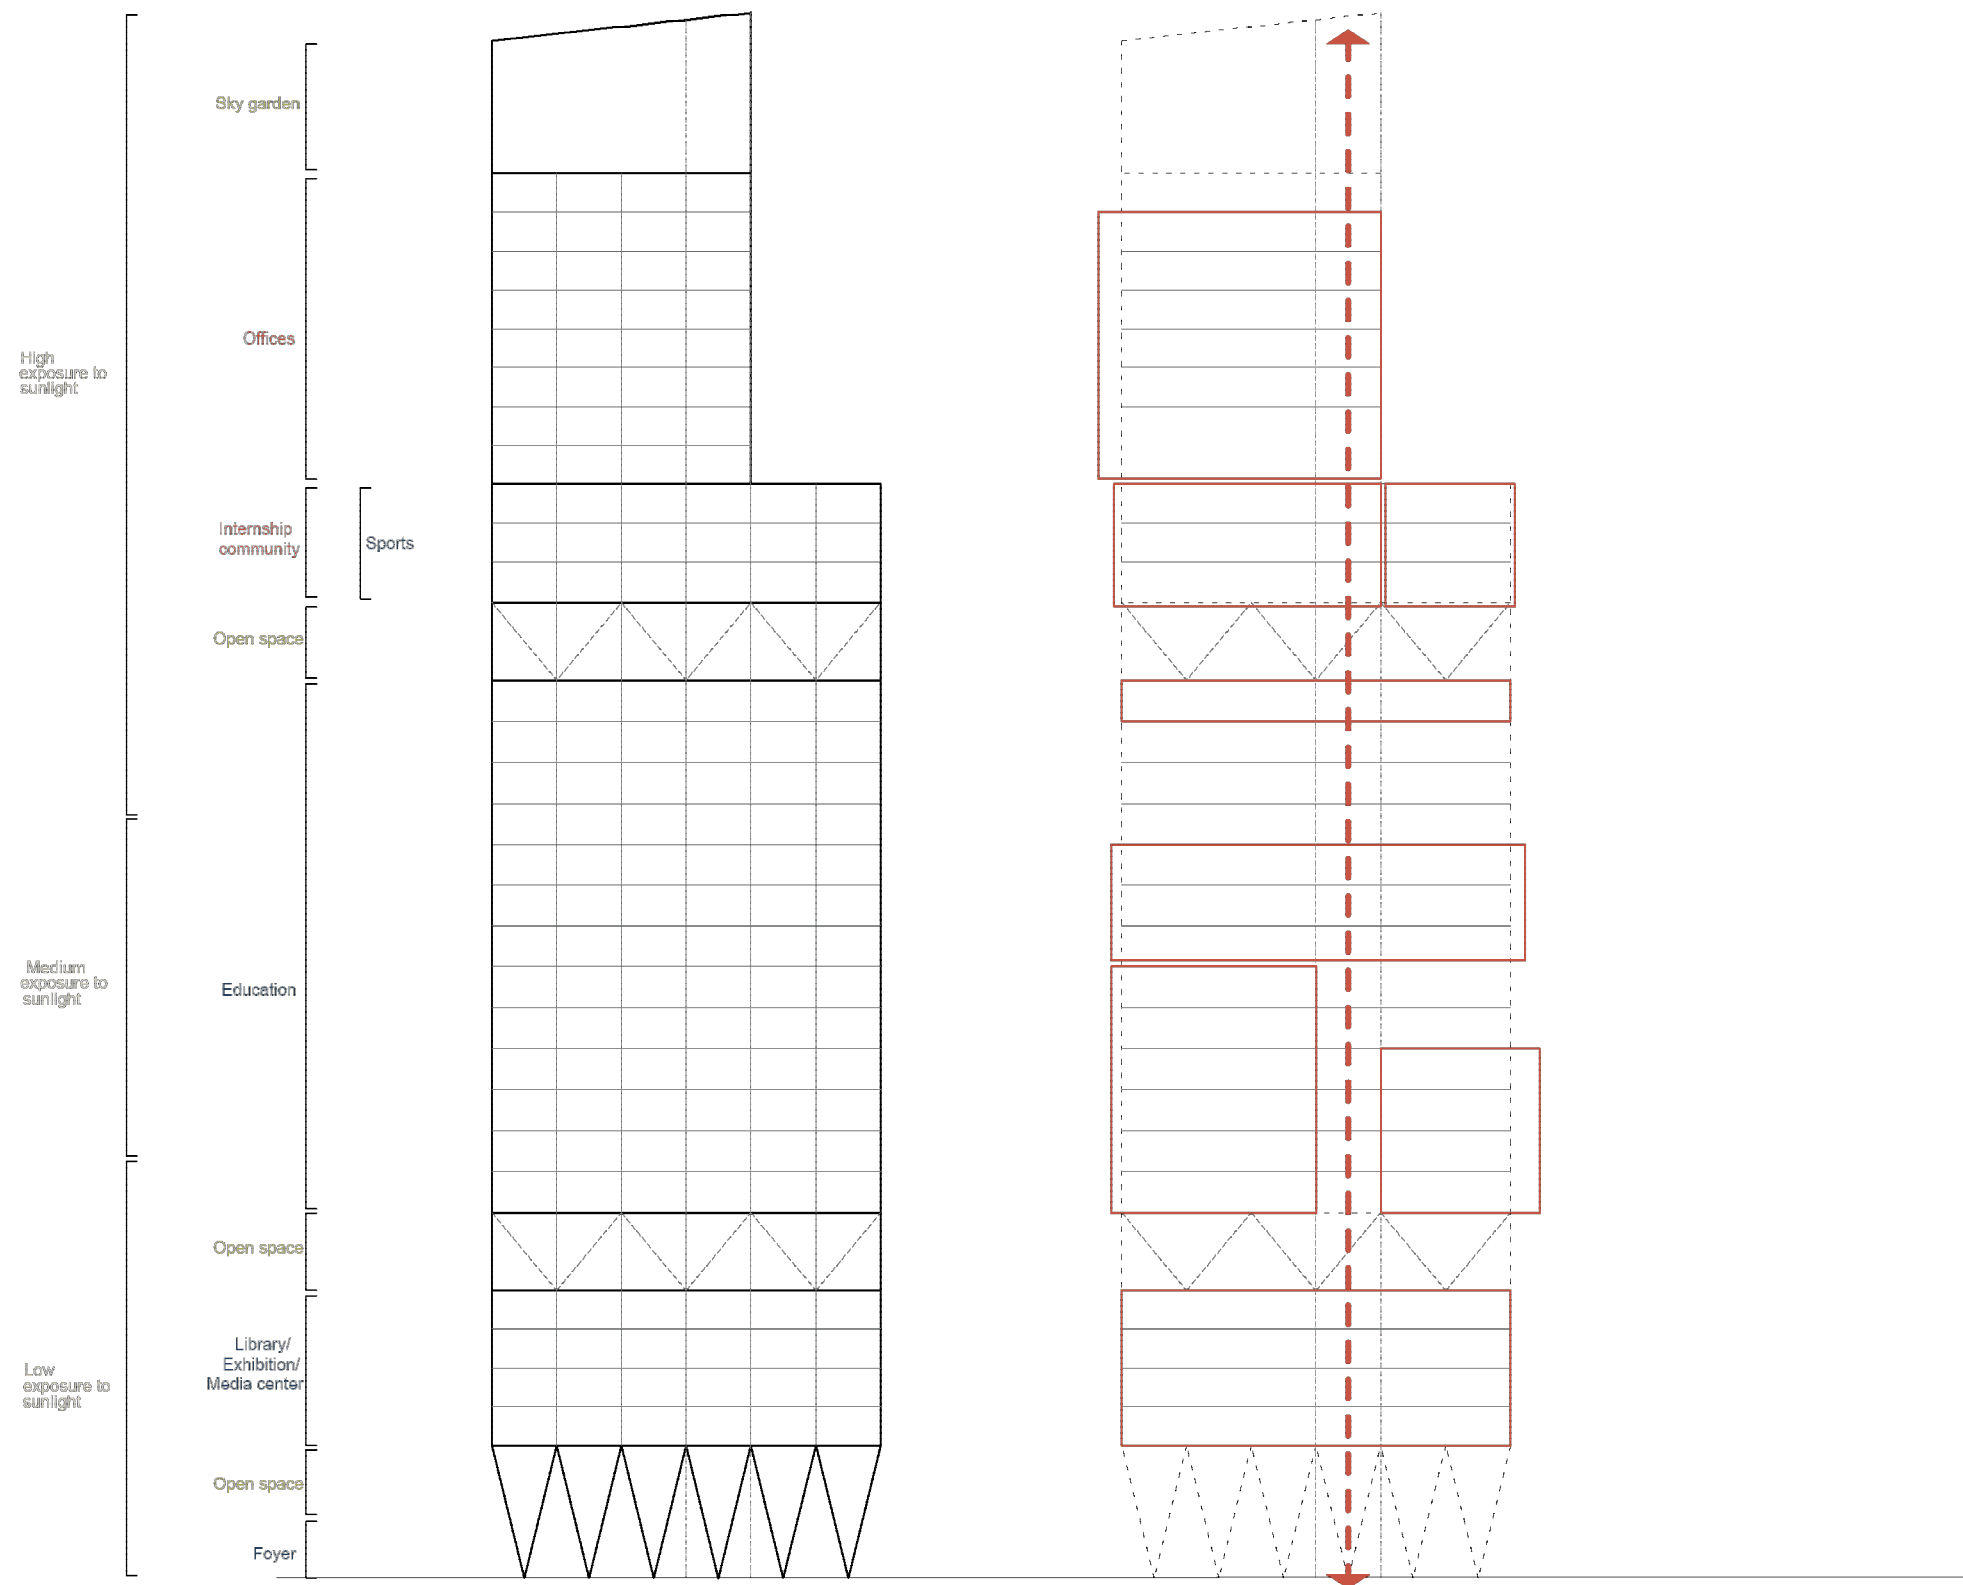 Sky garden
Offices
High
exposure to
sunlight
Internship
community
Sports
Open space
Medium
exposure to
sunlight
Education
Open space
Library/
Exhibition/
Media center
Low
exposure to
sunlight
Open space
Foyer